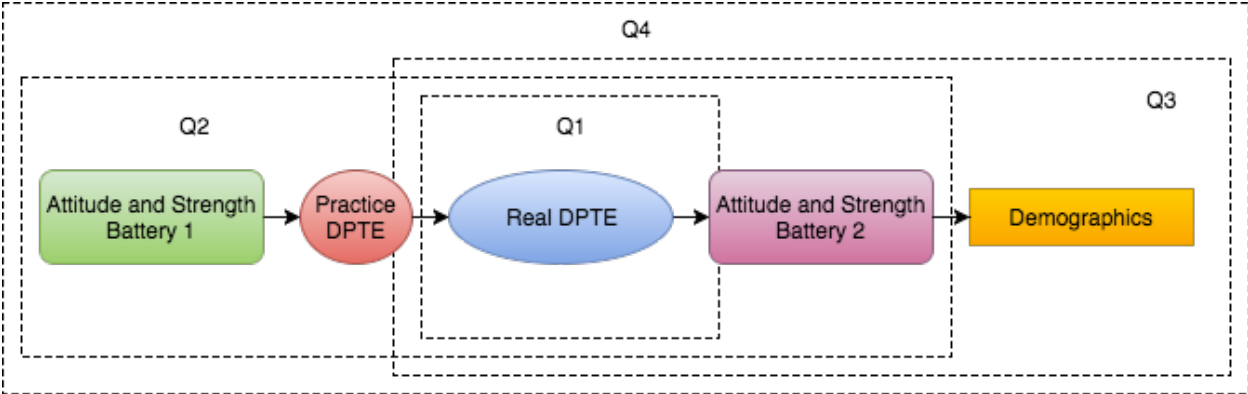 Q4
Q3
Q2
Q1
Attitude and Strength
Battery 1
Practice
DPTE
Real DPTE
Attitude and Strength
Battery 2
Demographics